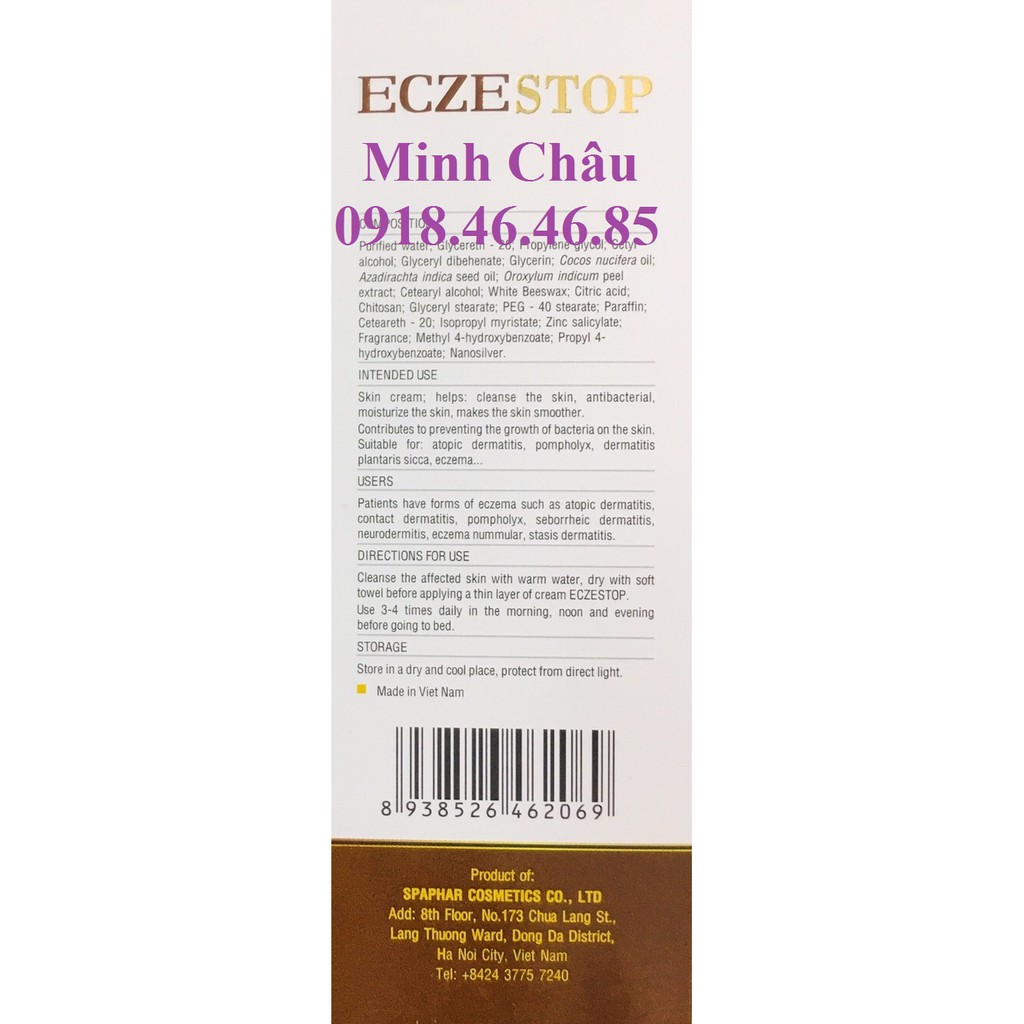 ECZESTOP
Minh Châu
0918.46.46.85
COMPOSITION
Purified water; Glycereth - 26; Propylene glycol; Cetyl
alcohol; Glyceryl dibehenate; Glycerin; Cocos nucifera oil;
Azadirachta indica seed oil; Oroxylum indicum peel
extract; Cetearyl alcohol; White Beeswax; Citric acid;
Chitosan; Glyceryl stearate; PEG - 40 stearate; Paraffin;
Ceteareth - 20; Isopropyl myristate; Zinc salicylate;
Fragrance; Methyl 4-hydroxybenzoate; Propyl 4-
hydroxybenzoate; Nanosilver.
INTENDED USE
Skin cream; helps: cleanse the skin, antibacterial,
moisturize the skin, makes the skin smoother.
Contributes to preventing the growth of bacteria on the skin.
Suitable for: atopic dermatitis, pompholyx, dermatitis
plantaris sicca, eczema...
USERS
Patients have forms of eczema such as atopic dermatitis,
contact dermatitis, pompholyx, seborrheic dermatitis,
neurodermitis, eczema nummular, stasis dermatitis.
DIRECTIONS FOR USE
Cleanse the affected skin with warm water, dry with soft
towel before applying a thin layer of cream ECZESTOP.
Use 3-4 times daily in the morning, noon and evening
before going to bed.
STORAGE
Store in a dry and cool place, protect from direct light.
Made in Viet Nam
8 938526 462069
Product of:
SPAPHAR COSMETICS CO., LTD
Add: 8th Floor, No.173 Chua Lang St.,
Lang Thuong Ward, Dong Da District,
Ha Noi City, Viet Nam
Tel: +8424 3775 7240